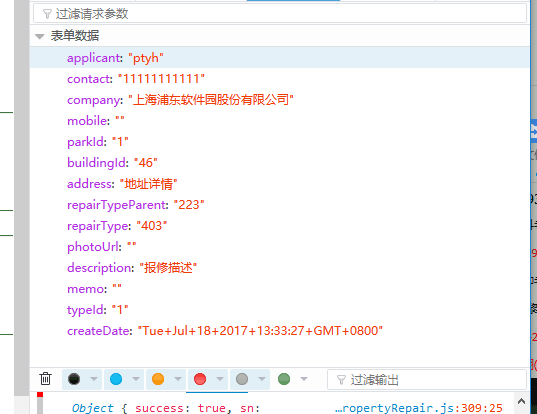 过滤请求参数
表单数据
applicant: "ptyh"
contact: "11111111111"
company: "上海浦东软件园股份有限公司"
mobile: ""
parkId: "1"
buildingId: "46"
address: "地址详情"
repairTypeParent: "223"
repairType: "403"
photoUrl: ""
description: "报修描述"
memo: ""
typeId: "1"
createDate: "Tue+Jul+18+2017+13:33:27+GMT+0800"
过滤输出
Object { success: true, sn: …ropertyRepair.js:309:25